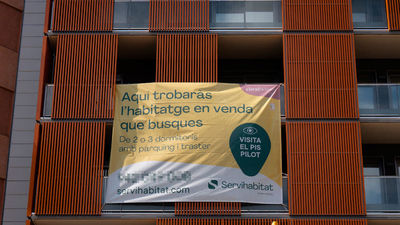 Aquí trobaràs
l'habitatge en venda
que busques
De 2 o 3 dormitoris
amb pàrquing i traster
VISITA
EL PIS
PILOT
servihabitat.com
Servihabitat